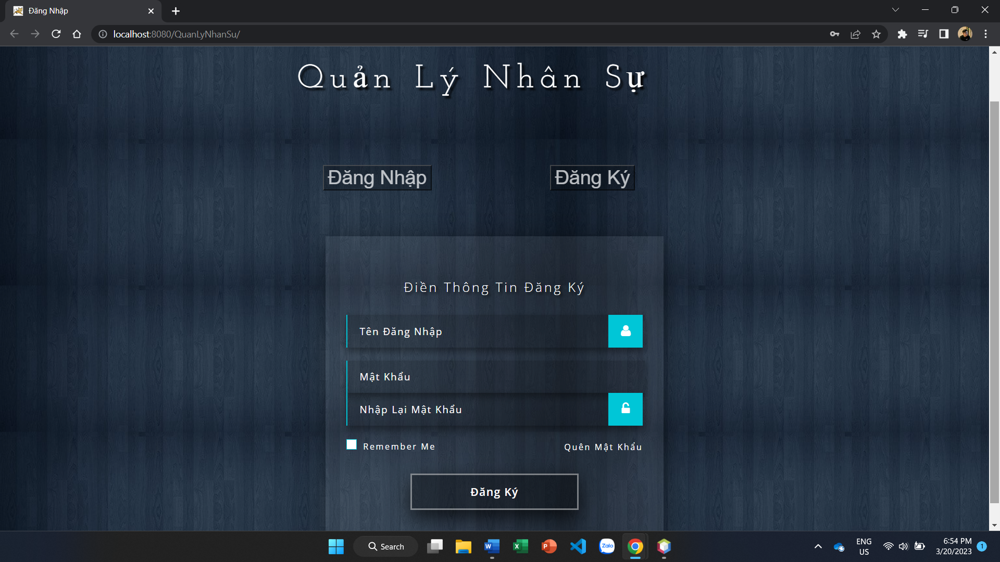 Đăng Nhập
localhost:8080/QuanLyNhanSu/
Quản Lý Nhân Sự
Đăng Nhập
Đăng Ký
Điền Thông Tin Đăng Ký
Tên Đăng Nhập
Mật Khẩu
Nhập Lại Mật Khẩu
Remember Me
Quên Mật Khẩu
Đăng Ký
Search
W
X
P
Zalo
ENG
US
6:54 PM
3/20/2023
1